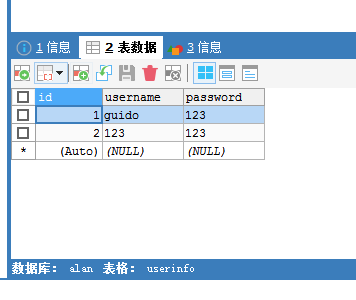 1 信息 2 表数据 3 信息
id username password
1 guido 123
2 123 123
* (Auto) (NULL) (NULL)
数据库： alan 表格： userinfo